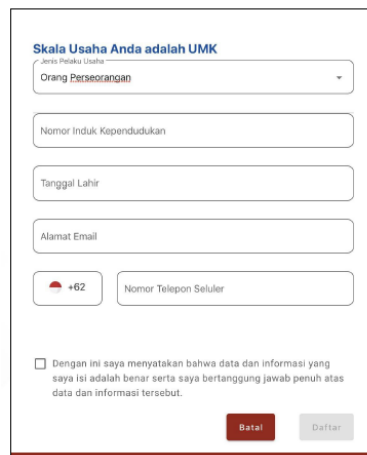 Skala Usaha Anda adalah UMK
Jenis Pelaku Usaha
Orang Perseorangan
Nomor Induk Kependudukan
Tanggal Lahir
Alamat Email
+62
Nomor Telepon Seluler
Dengan ini saya menyatakan bahwa data dan informasi yang
saya isi adalah benar serta saya bertanggung jawab penuh atas
data dan informasi tersebut.
Batal
Daftar